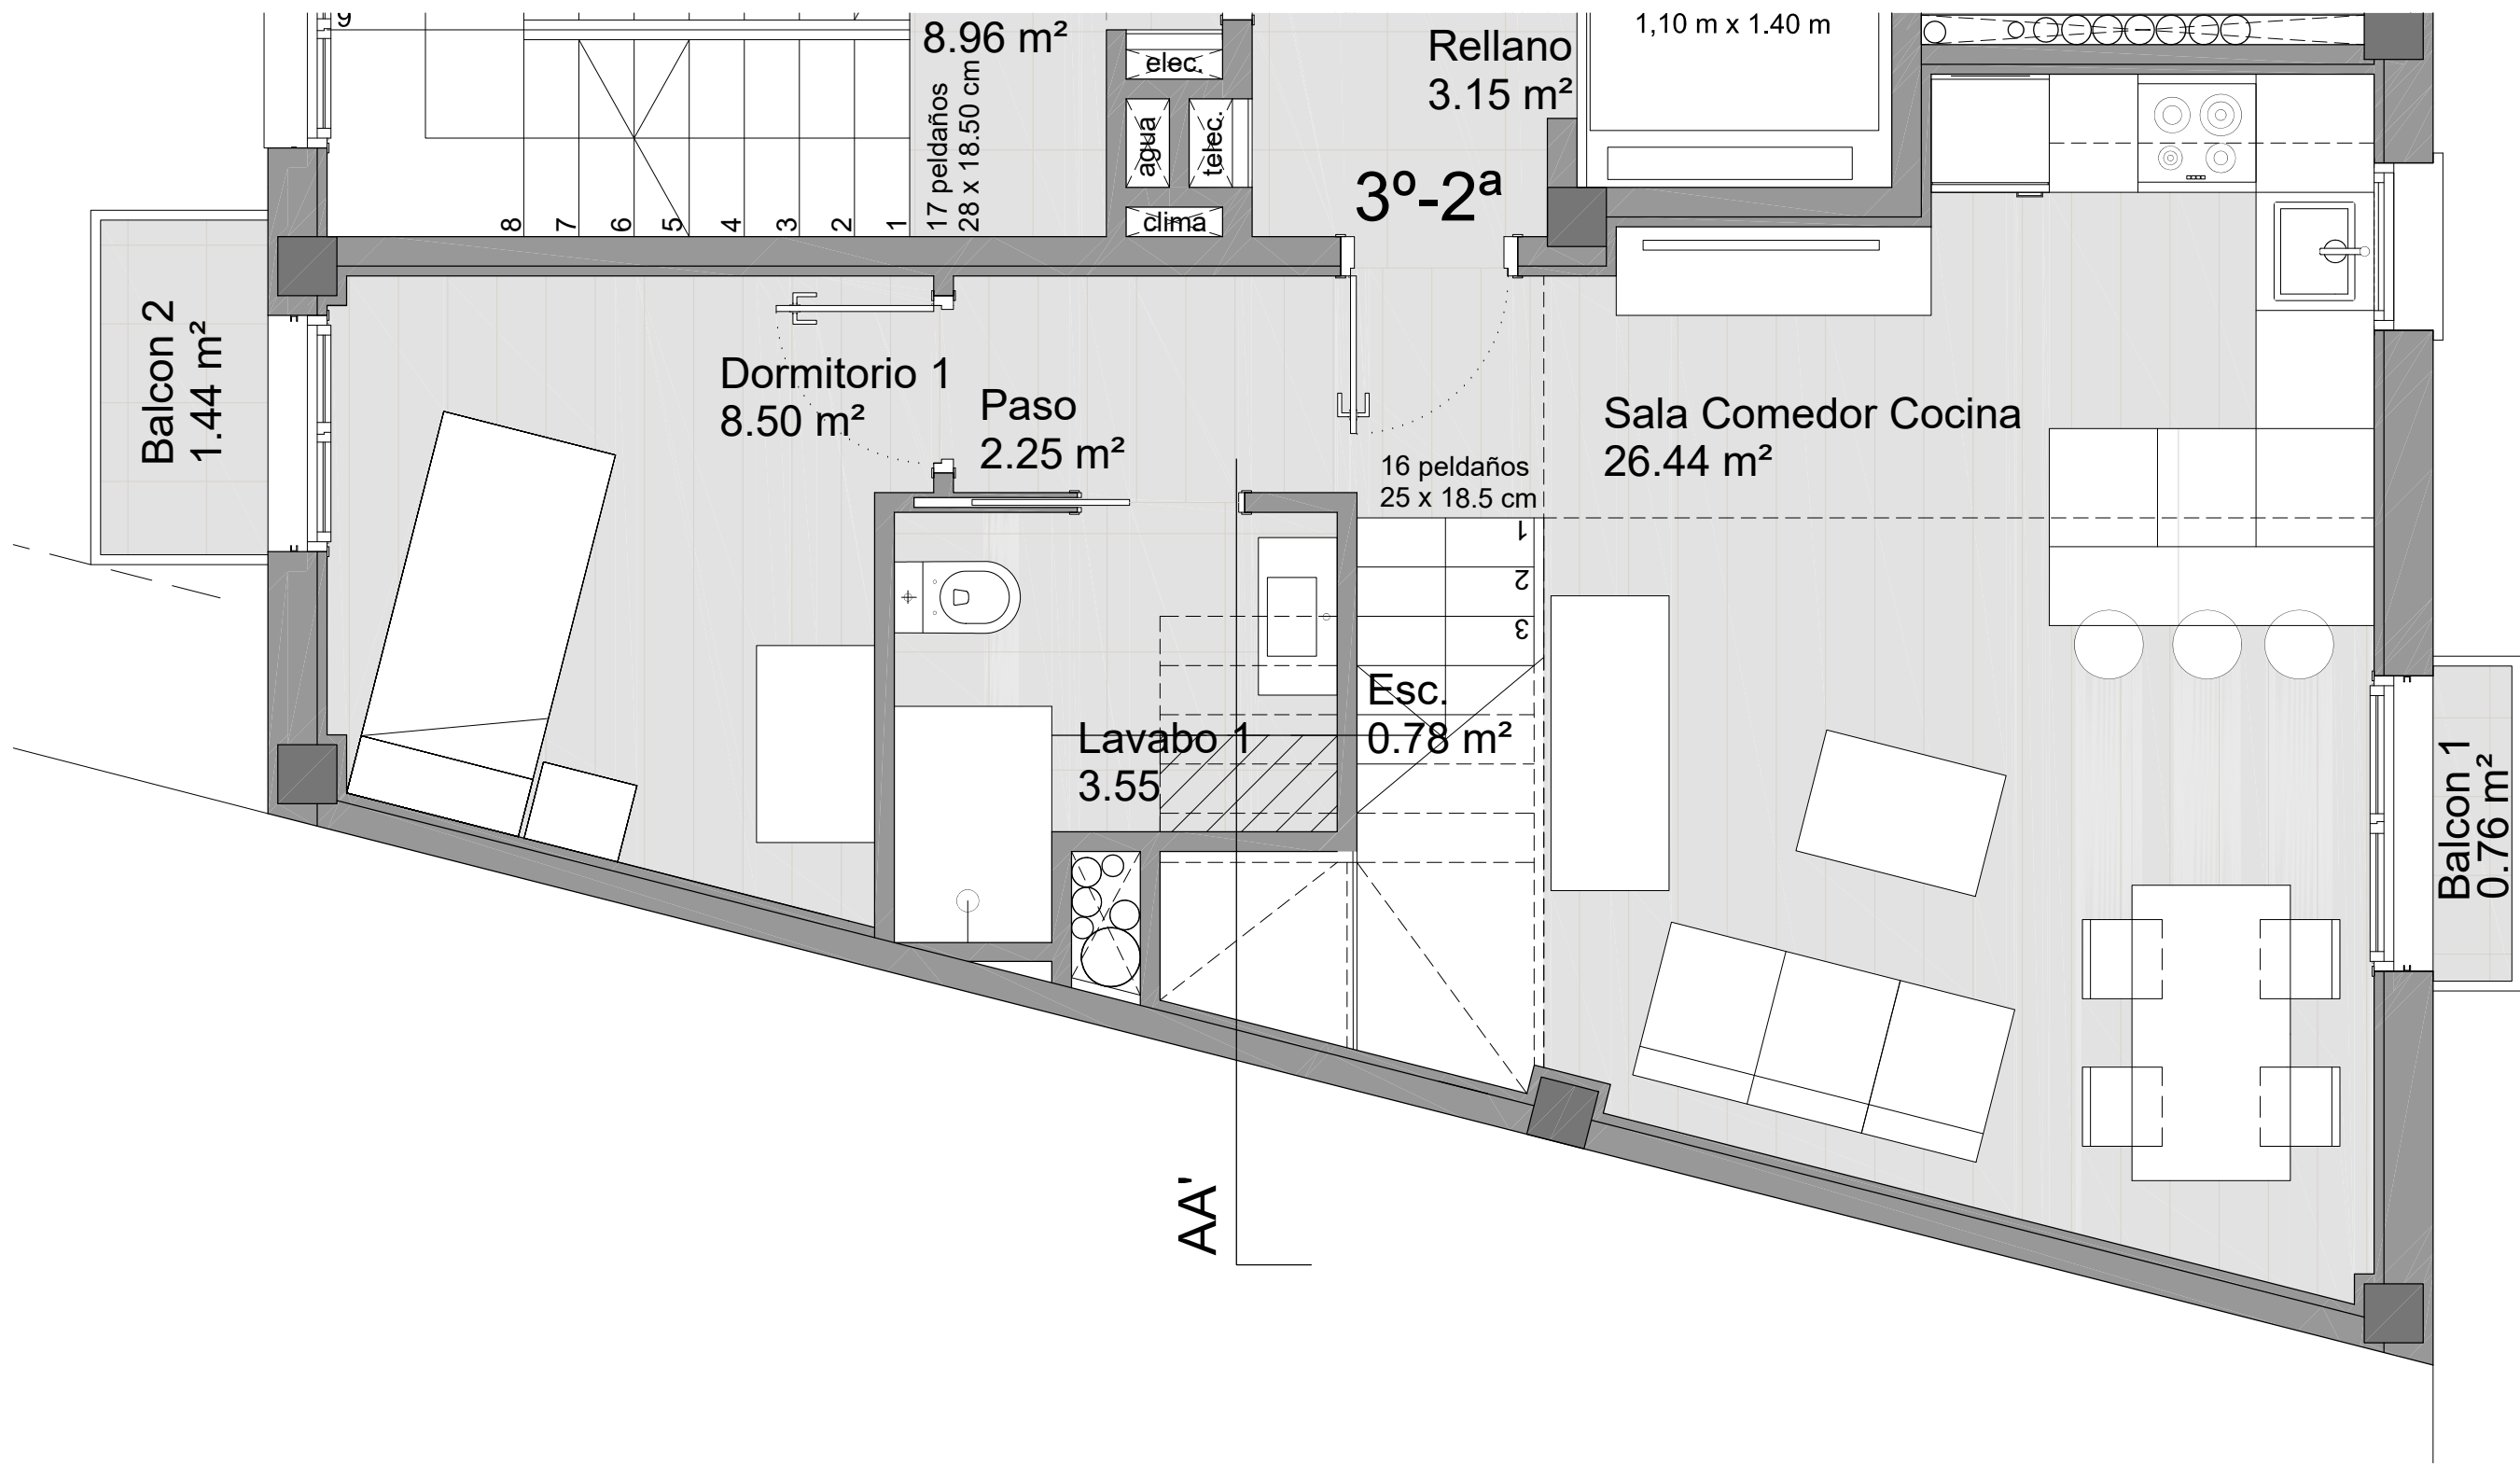 9
8.96 m²
17 peldaños
28 x 18.50 cm
elec.
agua
telec.
clima
Rellano
3.15 m²
1,10 m x 1.40 m
3º-2ª
8
7
6
5
4
3
2
1
Balcon 2
1.44 m²
Dormitorio 1
8.50 m²
Paso
2.25 m²
Sala Comedor Cocina
26.44 m²
16 peldaños
25 x 18.5 cm
1
2
3
Esc.
0.78 m²
Lavabo 1
3.55
Balcon 1
0.76 m²
AA'